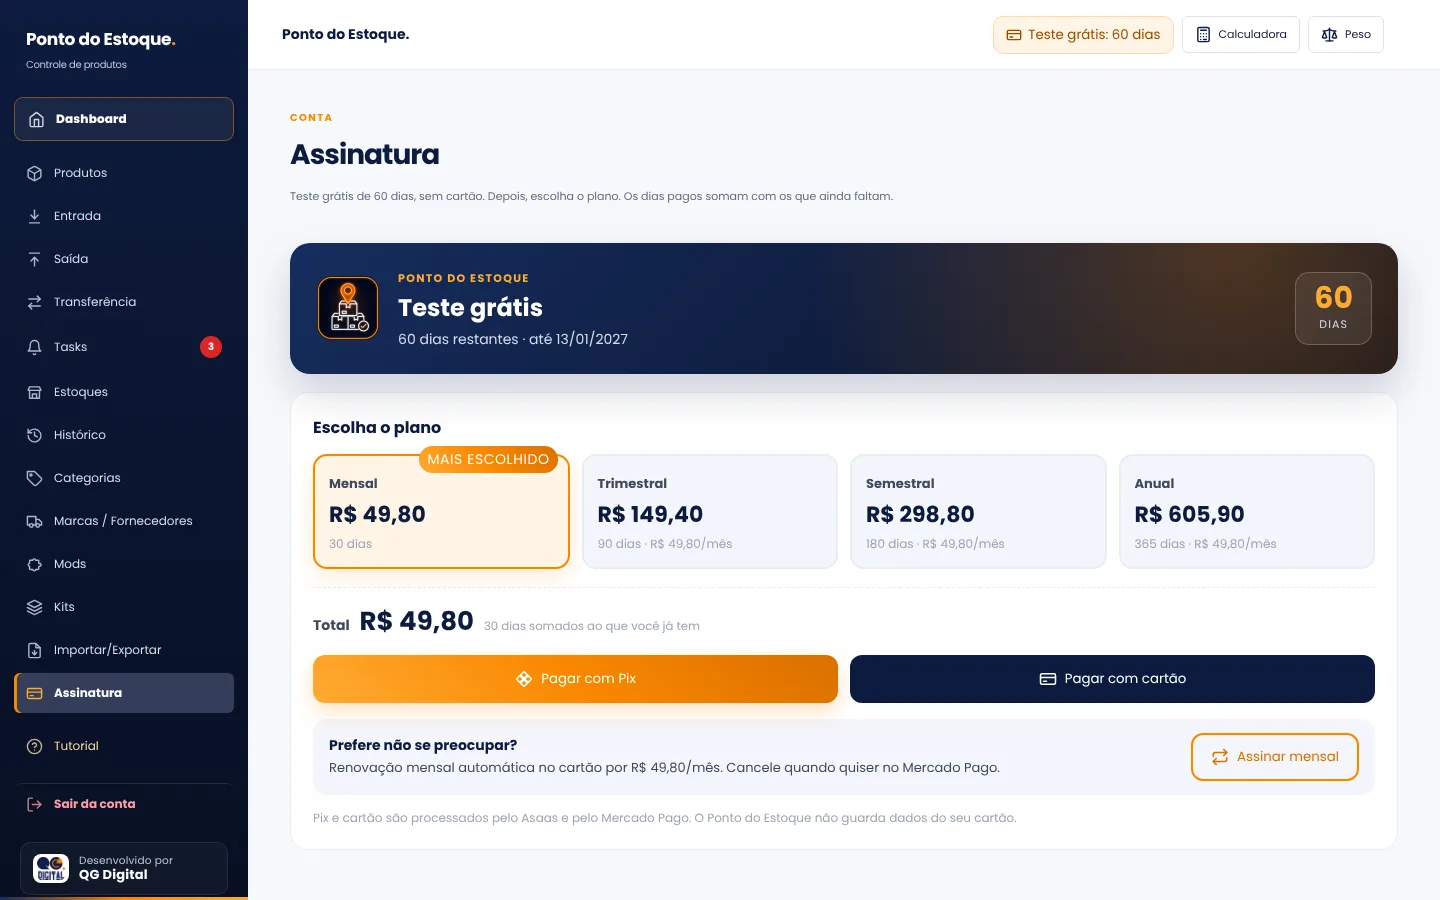 Ponto do Estoque.
Controle de produtos
Dashboard
Produtos
Entrada
Saída
Transferência
Tasks
3
Estoques
Histórico
Categorias
Marcas / Fornecedores
Mods
Kits
Importar/Exportar
Assinatura
Tutorial
Sair da conta
DIGITAL
Desenvolvido por
QG Digital
Ponto do Estoque.
Teste grátis: 60 dias
Calculadora
Peso
CONTA
Assinatura
Teste grátis de 60 dias, sem cartão. Depois, escolha o plano. Os dias pagos somam com os que ainda faltam.
PONTO DO ESTOQUE
Teste grátis
60 dias restantes · até 13/01/2027
60
DIAS
Escolha o plano
MAIS ESCOLHIDO
Mensal
R$ 49,80
30 dias
Trimestral
R$ 149,40
90 dias · R$ 49,80/mês
Semestral
R$ 298,80
180 dias · R$ 49,80/mês
Anual
R$ 605,90
365 dias · R$ 49,80/mês
Total R$ 49,80 30 dias somados ao que você já tem
Pagar com Pix
Pagar com cartão
Prefere não se preocupar?
Renovação mensal automática no cartão por R$ 49,80/mês. Cancele quando quiser no Mercado Pago.
Assinar mensal
Pix e cartão são processados pelo Asaas e pelo Mercado Pago. O Ponto do Estoque não guarda dados do seu cartão.